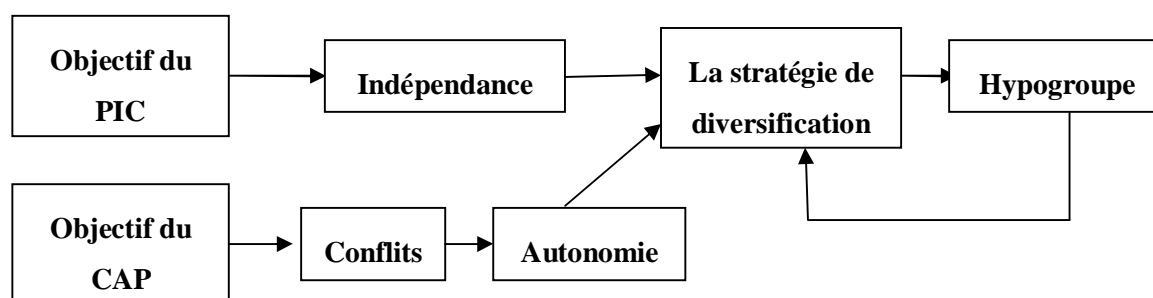 Objectif du
PIC
Indépendance
La stratégie de
diversification
Hypogroupe
Objectif du
CAP
Conflits
Autonomie